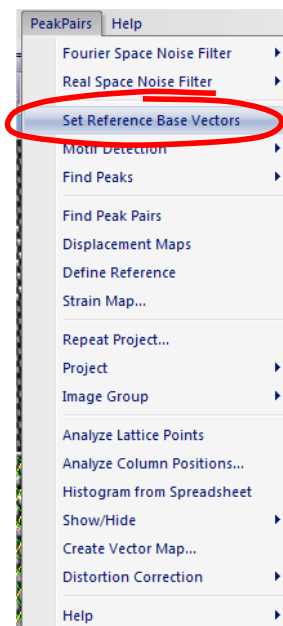 PeakPairs Help
Fourier Space Noise Filter
Real Space Noise Filter
Set Reference Base Vectors
Motif Detection
Find Peaks
Find Peak Pairs
Displacement Maps
Define Reference
Strain Map...
Repeat Project...
Project
Image Group
Analyze Lattice Points
Analyze Column Positions...
Histogram from Spreadsheet
Show/Hide
Create Vector Map...
Distortion Correction
Help